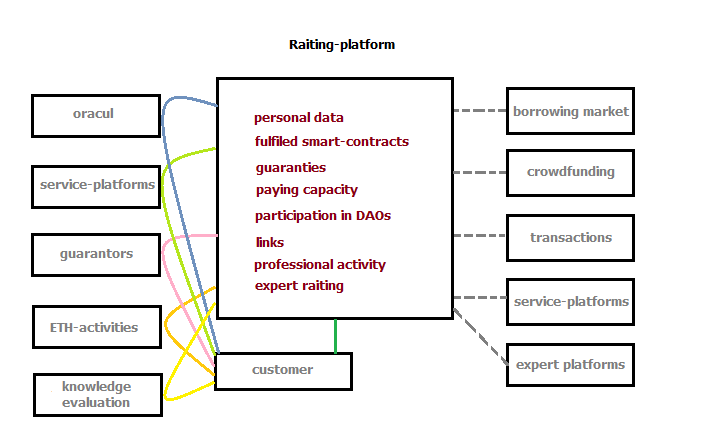 Raiting-platform
oracul
service-platforms
guarantors
ETH-activities
knowledge
evaluation
personal data
fulfiled smart-contracts
guaranties
paying capacity
participation in DAOs
links
professional activity
expert raiting
customer
borrowing market
crowdfunding
transactions
service-platforms
expert platforms